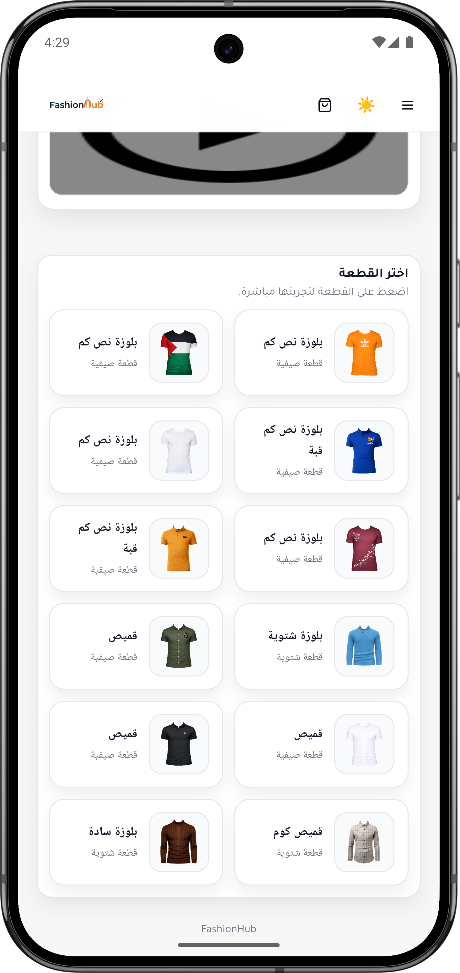 4:29
FashionHub
اختر القطعة
اضغط على القطعة لتجربتها مباشرة.
بلوزة نص كم
قطعة صيفية
بلوزة نص كم
قطعة صيفية
بلوزة نص كم
قبة
قطعة صيفية
بلوزة نص كم
قطعة صيفية
بلوزة نص كم
قطعة صيفية
بلوزة نص كم
قبة
قطعة صيفية
بلوزة شتوية
قطعة شتوية
قميص
قطعة صيفية
قميص
قطعة صيفية
قميص
قطعة صيفية
قميص كوم
قطعة شتوية
بلوزة سادة
قطعة شتوية
FashionHub